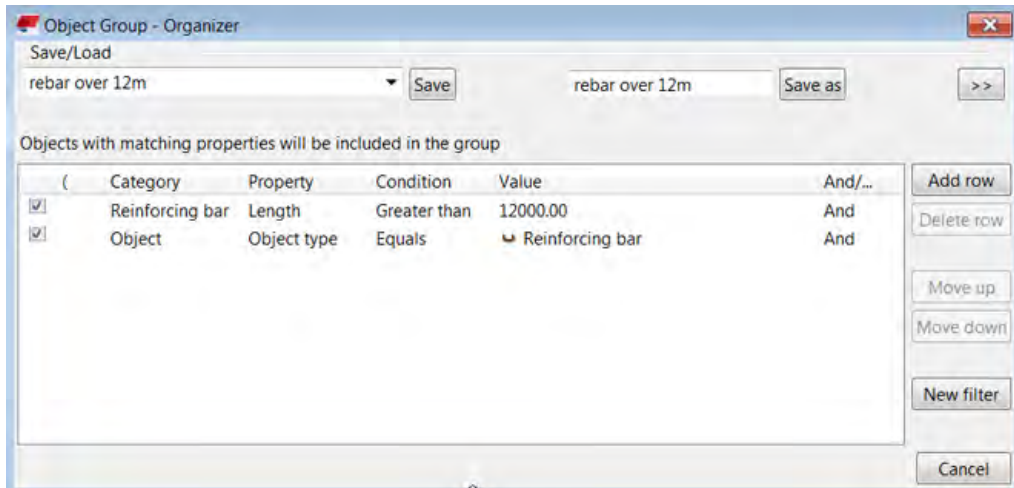 Object Group - Organizer
Save/Load
rebar over 12m Save rebar over 12m Save as >>
Objects with matching properties will be included in the group
( Category Property Condition Value And/... Add row
Reinforcing bar Length Greater than 12000.00 And
Delete row
Object Object type Equals Reinforcing bar And
Move up
Move down
New filter
Cancel